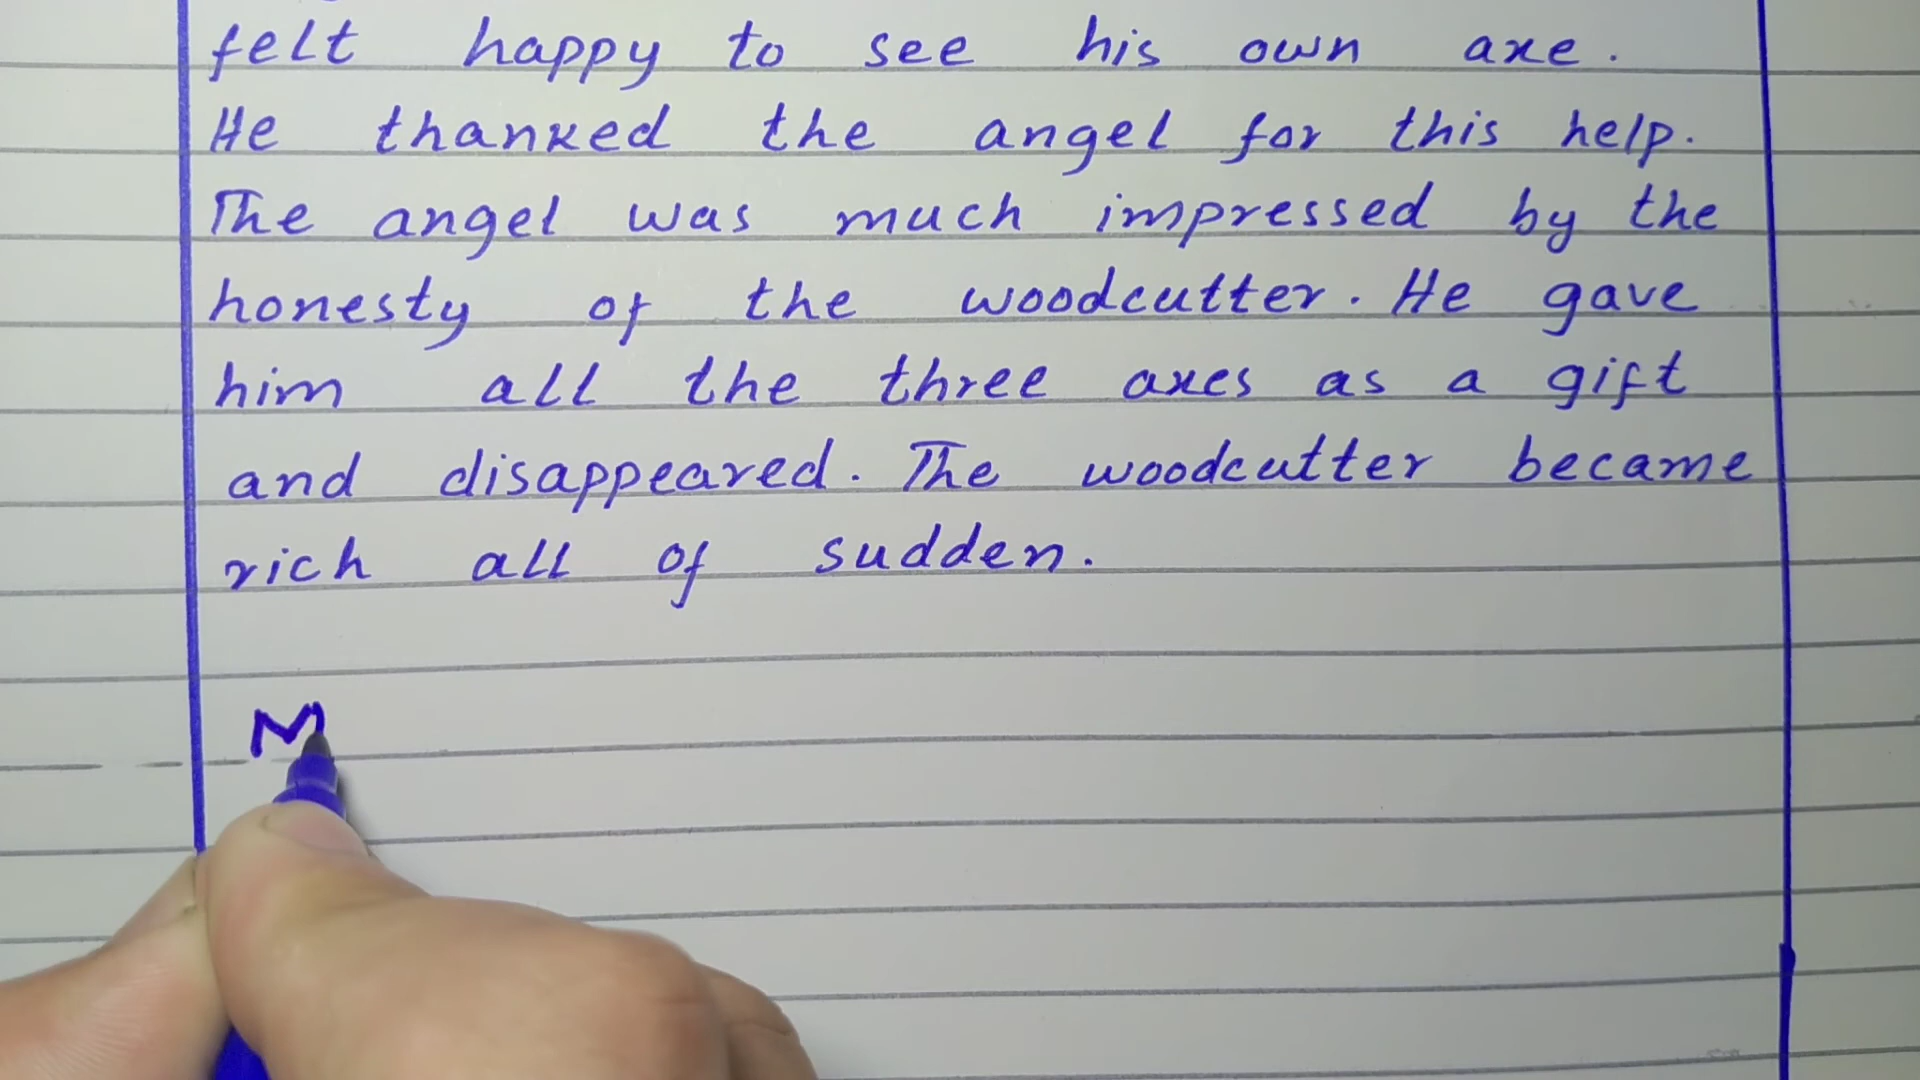 felt happy to see his own axe.
He thanked the angel for this help.
The angel was much impressed by the
honesty of the woodcutter. He gave
him all the three axes as a gift
and disappeared. The woodcutter became
rich all of sudden.
M